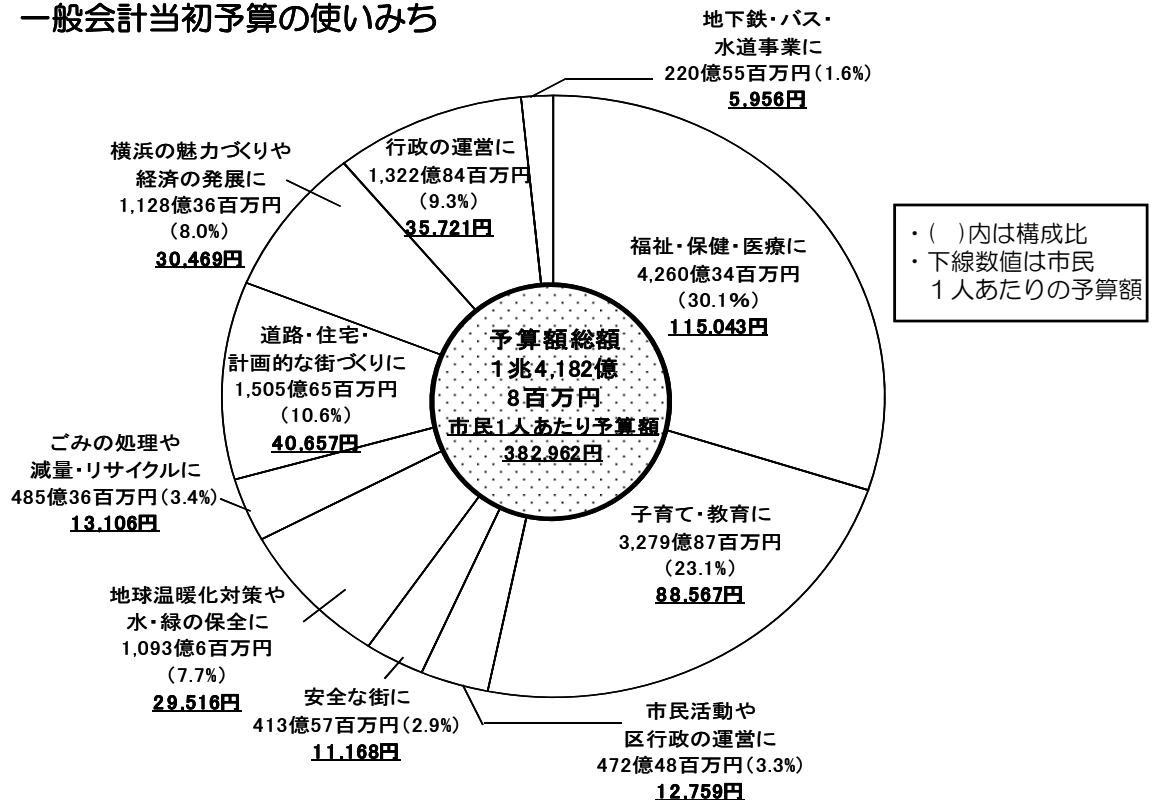 一般会計当初予算の使いみち
地下鉄・バス・
水道事業に
220億55百万円(1.6%)
5,956円
行政の運営に
1,322億84百万円
(9.3%)
35,721円
横浜の魅力づくりや
経済の発展に
1,128億36百万円
(8.0%)
30,469円
福祉・保健・医療に
4,260億34百万円
(30.1%)
115,043円
・(　)内は構成比
・下線数値は市民
１人あたりの予算額
道路・住宅・
計画的な街づくりに
1,505億65百万円
(10.6%)
40,657円
予算額総額
１兆4,182億
８百万円
市民１人あたり予算額
382,962円
ごみの処理や
減量・リサイクルに
485億36百万円(3.4%)
13,106円
子育て・教育に
3,279億87百万円
(23.1%)
88,567円
地球温暖化対策や
水・緑の保全に
1,093億6百万円
(7.7%)
29,516円
安全な街に
413億57百万円(2.9%)
11,168円
市民活動や
区行政の運営に
472億48百万円(3.3%)
12,759円